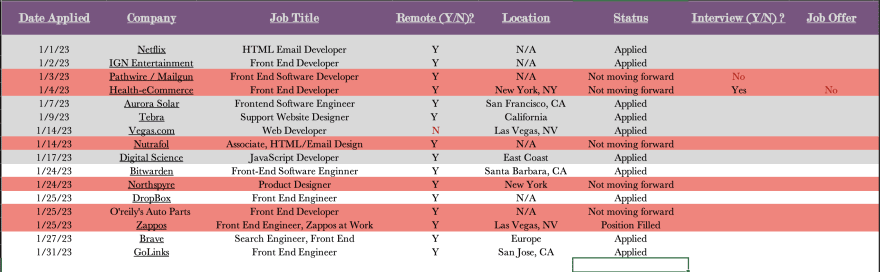 Date Applied Company Job Title Remote (Y/N)? Location Status Interview (Y/N) ? Job Offer
1/1/23 Netflix HTML Email Developer Y N/A Applied
1/2/23 IGN Entertainment Front End Developer Y N/A Applied
1/3/23 Pathwire / Mailgun Front End Software Developer Y N/A Not moving forward No
1/4/23 Health-eCommerce Front End Developer Y New York, NY Not moving forward Yes No
1/7/23 Aurora Solar Frontend Software Engineer Y San Francisco, CA Applied
1/9/23 Tebra Support Website Designer Y California Applied
1/14/23 Vegas.com Web Developer N Las Vegas, NV Applied
1/14/23 Nutrafol Associate, HTML/Email Design Y Not moving forward
1/17/23 Digital Science JavaScript Developer Y East Coast Applied
1/24/23 Bitwarden Front-End Software Enginner Y Santa Barbara, CA Applied
1/24/23 Northspyre Product Designer Y New York Not moving forward
1/25/23 DropBox Front End Engineer Y N/A Applied
1/25/23 O'reily's Auto Parts Front End Developer Y N/A Not moving forward
1/25/23 Zappos Front End Engineer, Zappos at Work Y Las Vegas, NV Position Filled
1/27/23 Brave Search Engineer, Front End Y Europe Applied
1/31/23 GoLinks Front End Engineer Y San Jose, CA Applied